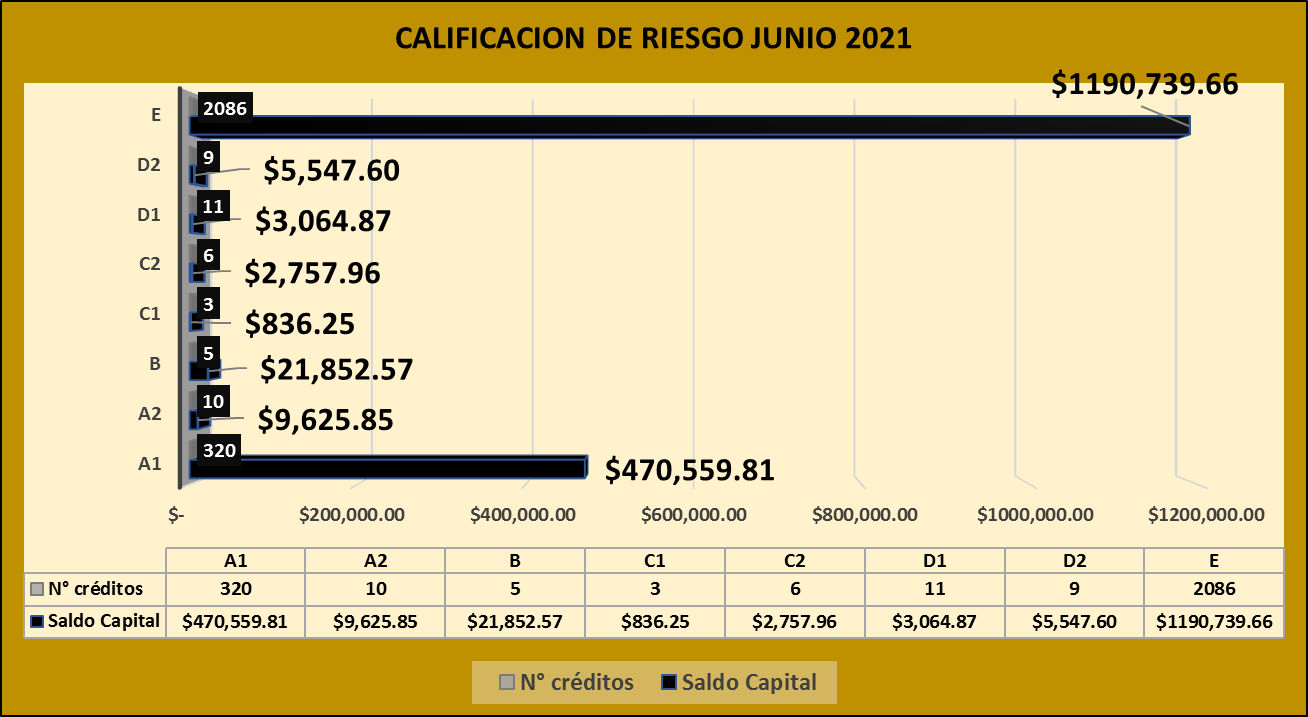 CALIFICACION DE RIESGO JUNIO 2021
$1190,739.66
E 2086
D2 9 $5,547.60
D1 11 $3,064.87
C2 6 $2,757.96
C1 3 $836.25
B 5 $21,852.57
A2 10 $9,625.85
A1 320 $470,559.81
$- $200,000.00 $400,000.00 $600,000.00 $800,000.00 $1000,000.00 $1200,000.00
A1 A2 B C1 C2 D1 D2 E
N° créditos 320 10 5 3 6 11 9 2086
Saldo Capital $470,559.81 $9,625.85 $21,852.57 $836.25 $2,757.96 $3,064.87 $5,547.60 $1190,739.66
N° créditos Saldo Capital